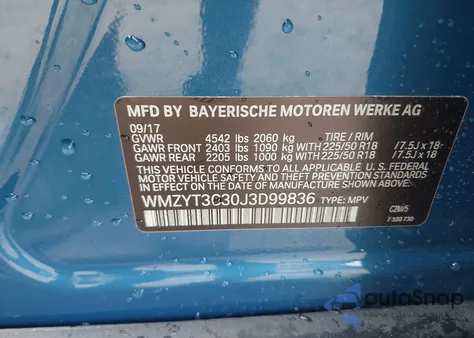 MFD BY BAYERISCHE MOTOREN WERKE AG
09/17
GVWR 4542 lbs 2060 kg TIRE / RIM
GAWR FRONT 2403 lbs 1090 kg WITH 225/50 R18 /7.5J x 18
GAWR REAR 2205 lbs 1000 kg WITH 225/50 R18 /7.5J x 18
THIS VEHICLE CONFORMS TO ALL APPLICABLE U.S. FEDERAL
MOTOR VEHICLE SAFETY, BUMPER, AND THEFT PREVENTION
STANDARDS IN EFFECT ON THE DATE OF MANUFACTURE
SHOWN ABOVE.
WMZYT3C30J3D99836 TYPE: MPV
autoSnap